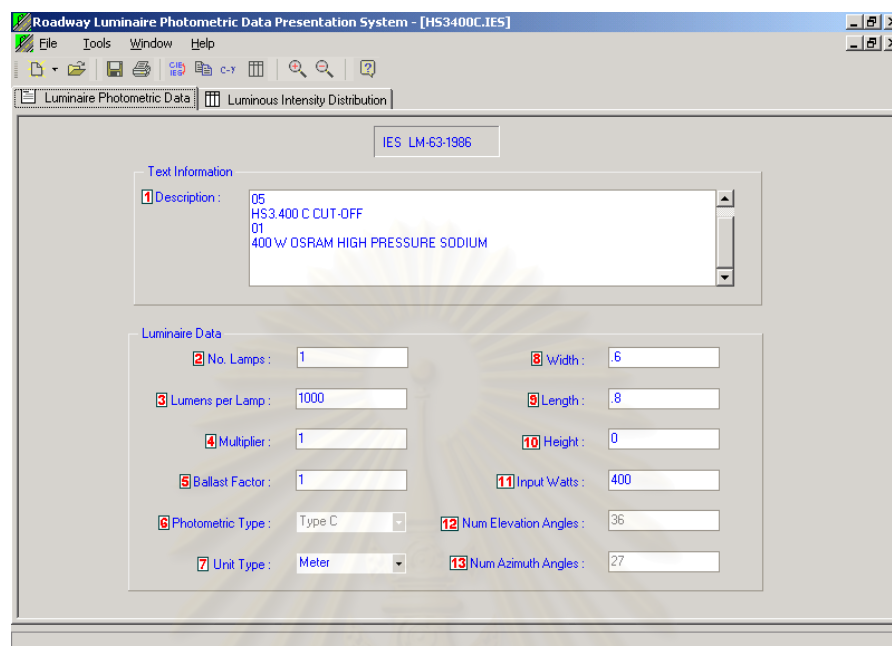 Roadway Luminaire Photometric Data Presentation System - [HS3400C.IES]
File Tools Window Help
CIE IES C-γ
Luminaire Photometric Data Luminous Intensity Distribution
IES LM-63-1986
Text Information
1 Description :
05
HS3.400 C CUT-OFF
01
400 W OSRAM HIGH PRESSURE SODIUM
Luminaire Data
2 No. Lamps : 1
8 Width : .6
3 Lumens per Lamp : 1000
9 Length : .8
4 Multiplier : 1
10 Height : 0
5 Ballast Factor : 1
11 Input Watts : 400
6 Photometric Type : Type C
12 Num Elevation Angles : 36
7 Unit Type : Meter
13 Num Azimuth Angles : 27